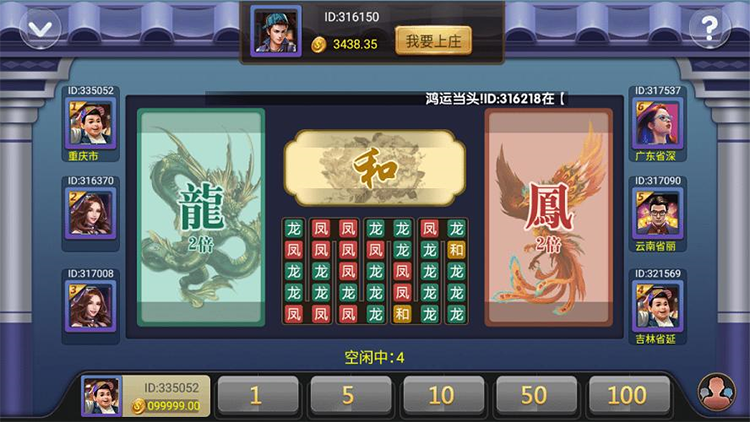 ID:316150
3438.35
我要上庄
?
鸿运当头!ID:316218在【
ID:335052
1
重庆市
ID:316370
2
ID:317008
3
龍
2倍
和
鳳
2倍
龙 凤 凤 龙 龙 凤 龙
凤 凤 凤 凤 龙 龙 和
龙 龙 凤 龙 凤 龙 龙
龙 龙 凤 龙 凤 龙 龙
凤 凤 凤 龙 和 龙 龙
ID:317537
4
广东省深
ID:317090
5
云南省丽
ID:321569
6
吉林省延
空闲中:4
ID:335052
099999.00
1
5
10
50
100